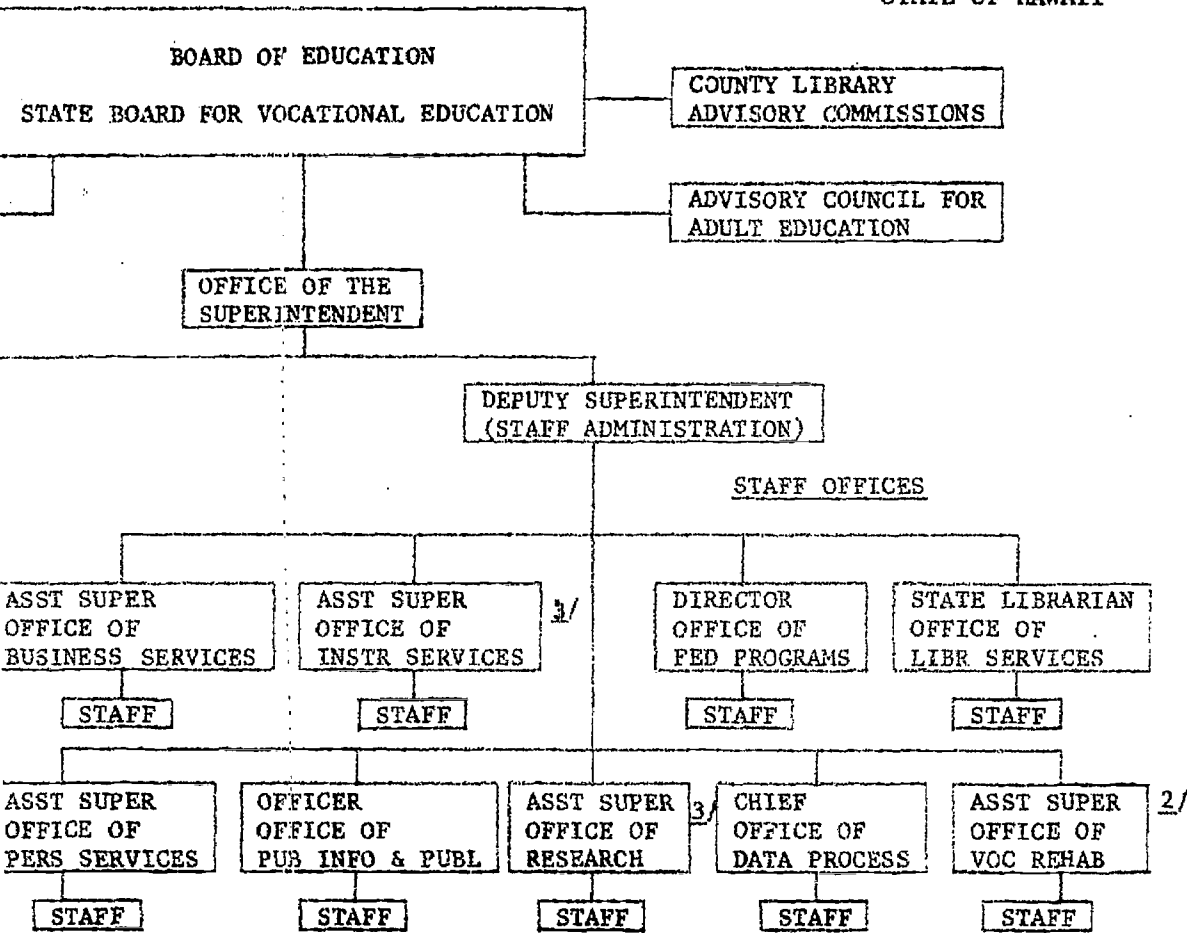 STATE OF HAWAII
BOARD OF EDUCATION
STATE BOARD FOR VOCATIONAL EDUCATION
COUNTY LIBRARY
ADVISORY COMMISSIONS
ADVISORY COUNCIL FOR
ADULT EDUCATION
OFFICE OF THE
SUPERINTENDENT
DEPUTY SUPERINTENDENT
(STAFF ADMINISTRATION)
STAFF OFFICES
ASST SUPER
OFFICE OF
BUSINESS SERVICES
STAFF
ASST SUPER
OFFICE OF
INSTR SERVICES
3/
STAFF
DIRECTOR
OFFICE OF
FED PROGRAMS
STAFF
STATE LIBRARIAN
OFFICE OF
LIBR SERVICES
STAFF
ASST SUPER
OFFICE OF
PERS SERVICES
STAFF
OFFICER
OFFICE OF
PUB INFO & PUBL
STAFF
ASST SUPER
OFFICE OF
RESEARCH
3/
STAFF
CHIEF
OFFICE OF
DATA PROCESS
STAFF
ASST SUPER
OFFICE OF
VOC REHAB
2/
STAFF